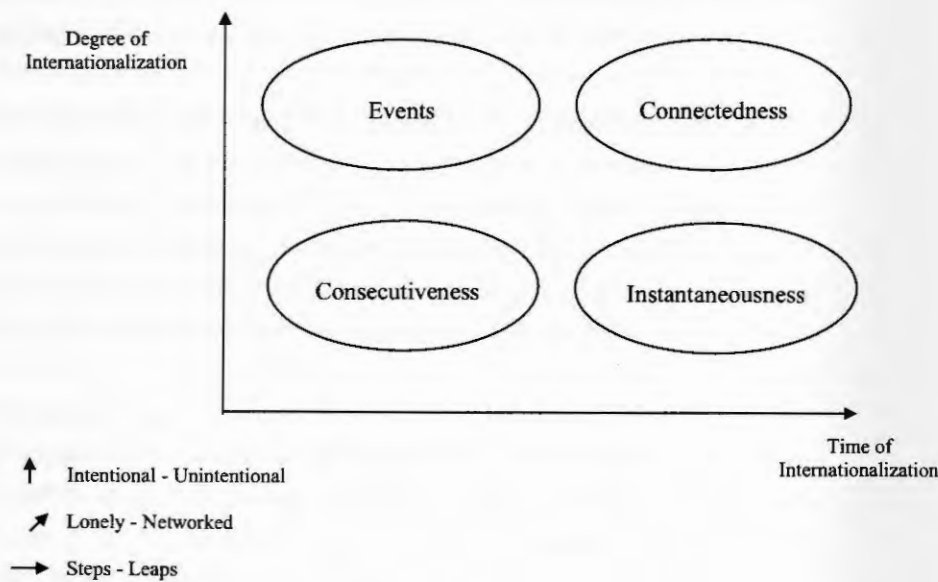 Degree of
Internationalization
Events
Connectedness
Consecutiveness
Instantaneousness
Time of
Internationalization
Intentional - Unintentional
Lonely - Networked
Steps - Leaps